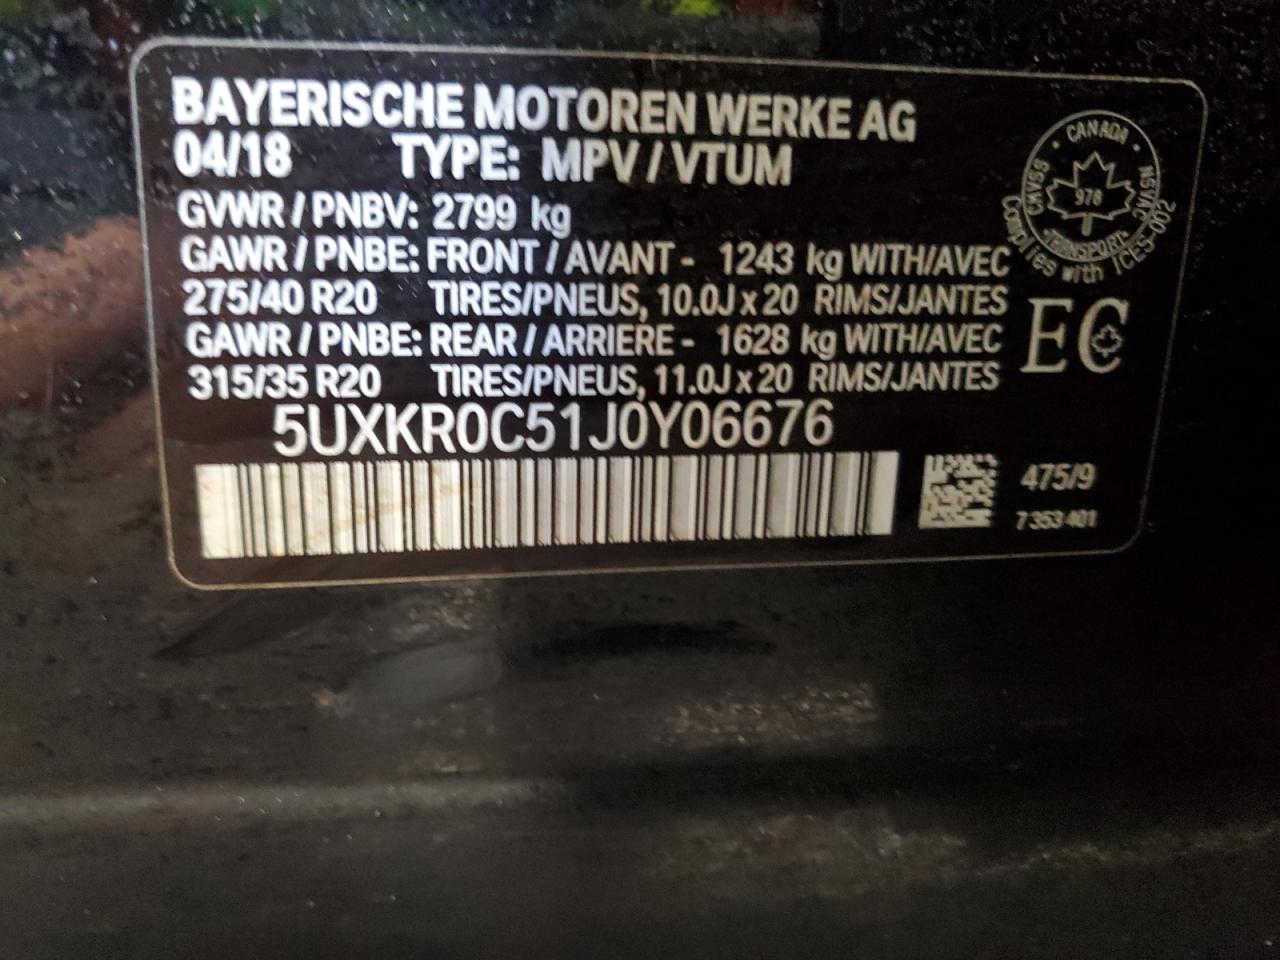 BAYERISCHE MOTOREN WERKE AG
04/18 TYPE: MPV / VTUM
GVWR / PNBV: 2799 kg
GAWR / PNBE: FRONT / AVANT - 1243 kg WITH/AVEC
275/40 R20 TIRES/PNEUS, 10.0J x 20 RIMS/JANTES
GAWR / PNBE: REAR / ARRIERE - 1628 kg WITH/AVEC
315/35 R20 TIRES/PNEUS, 11.0J x 20 RIMS/JANTES
5UXKR0C51J0Y06676
CANADA
CMVSS NSVAC
978
TRANSPORT
Complies with ICES-002
EC
475/9
7 353 401